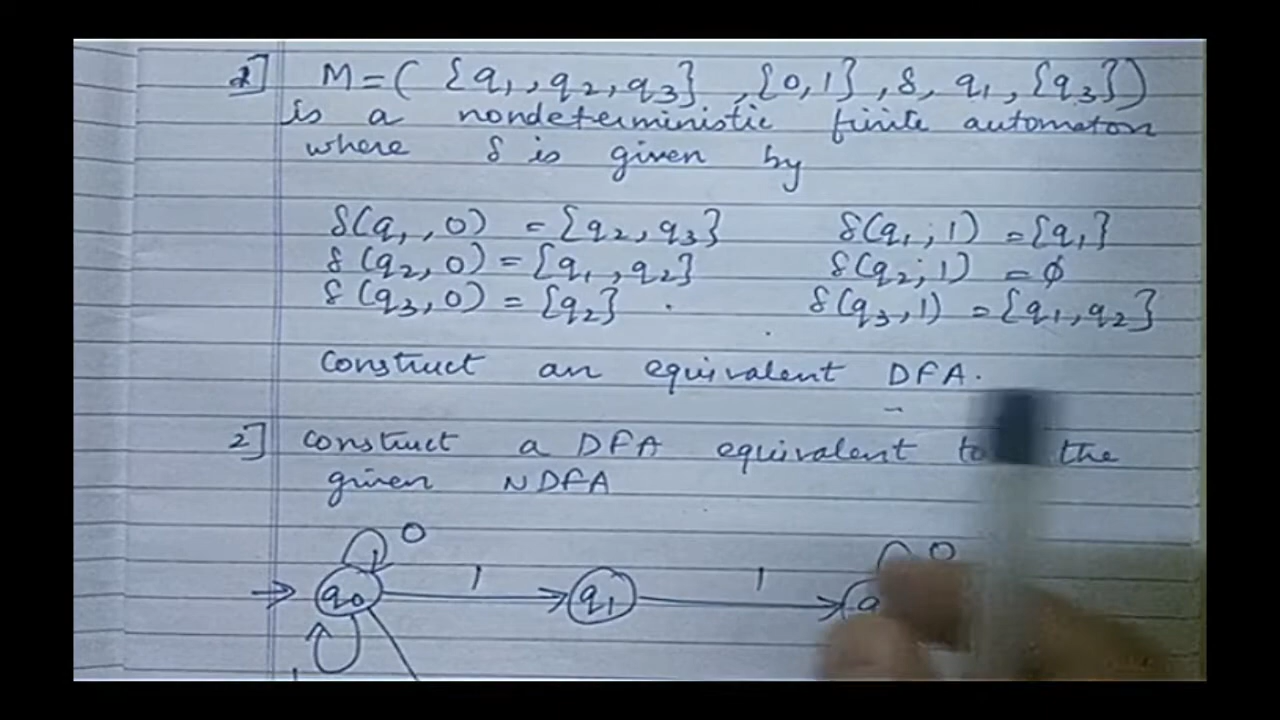 1] M = ( {q1, q2, q3} , {0, 1} , δ, q1 , {q3} )
is a nondeterministic finite automaton
where δ is given by
δ(q1, 0) = {q2, q3} δ(q1, 1) = {q1}
δ(q2, 0) = {q1, q2} δ(q2, 1) = ϕ
δ(q3, 0) = {q2} . δ(q3, 1) = {q1, q2}
Construct an equivalent DFA.
2] Construct a DFA equivalent to the
given NDFA
0 0
1 1
q0 q1 q
1